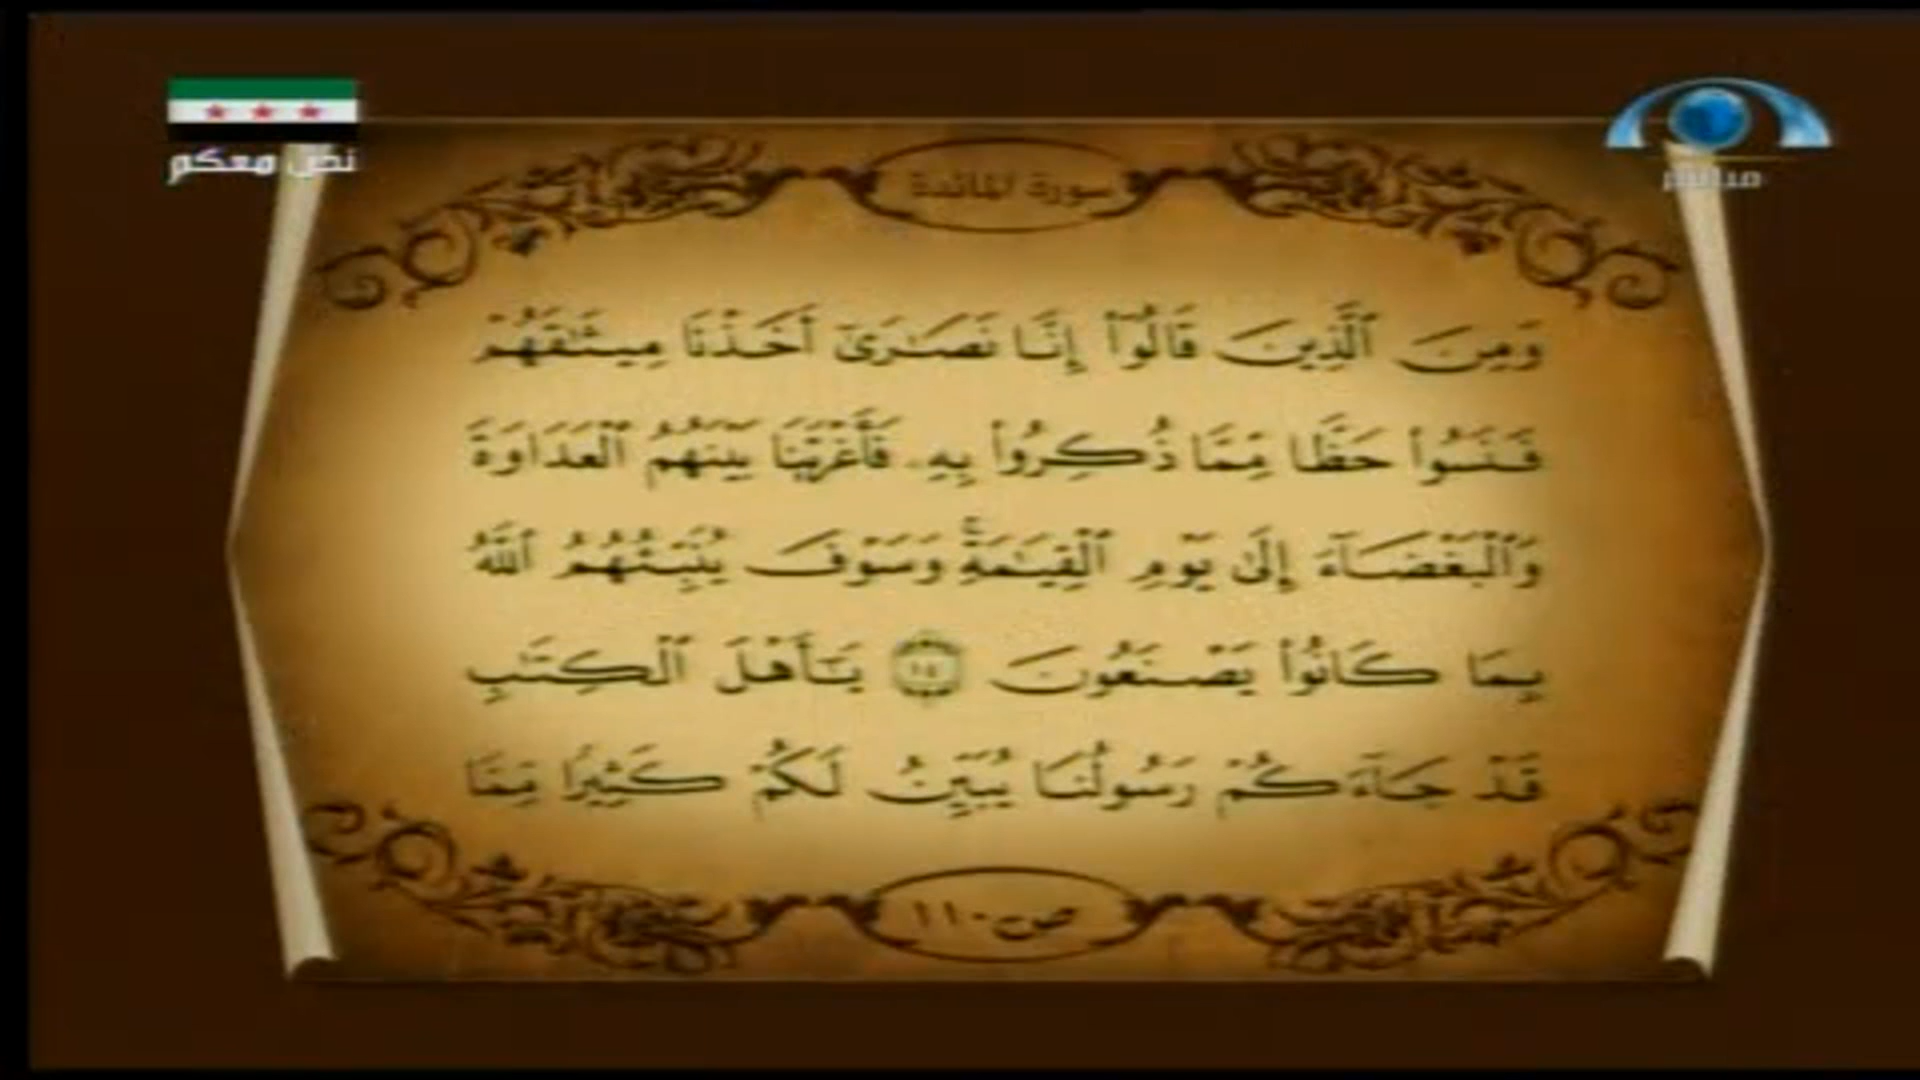 نحن معكم
مباشر
سورة المائدة
وَمِنَ ٱلَّذِينَ قَالُوٓا۟ إِنَّا نَصَٰرَىٰٓ أَخَذْنَا مِيثَٰقَهُمْ
فَنَسُوا۟ حَظًّا مِّمَّا ذُكِّرُوا۟ بِهِۦ فَأَغْرَيْنَا بَيْنَهُمُ ٱلْعَدَاوَةَ
وَٱلْبَغْضَآءَ إِلَىٰ يَوْمِ ٱلْقِيَٰمَةِ ۚ وَسَوْفَ يُنَبِّئُهُمُ ٱللَّهُ
بِمَا كَانُوا۟ يَصْنَعُونَ ١٤ يَٰٓأَهْلَ ٱلْكِتَٰبِ
قَدْ جَآءَكُمْ رَسُولُنَا يُبَيِّنُ لَكُمْ كَثِيرًا مِّمَّا
ص ١١٠